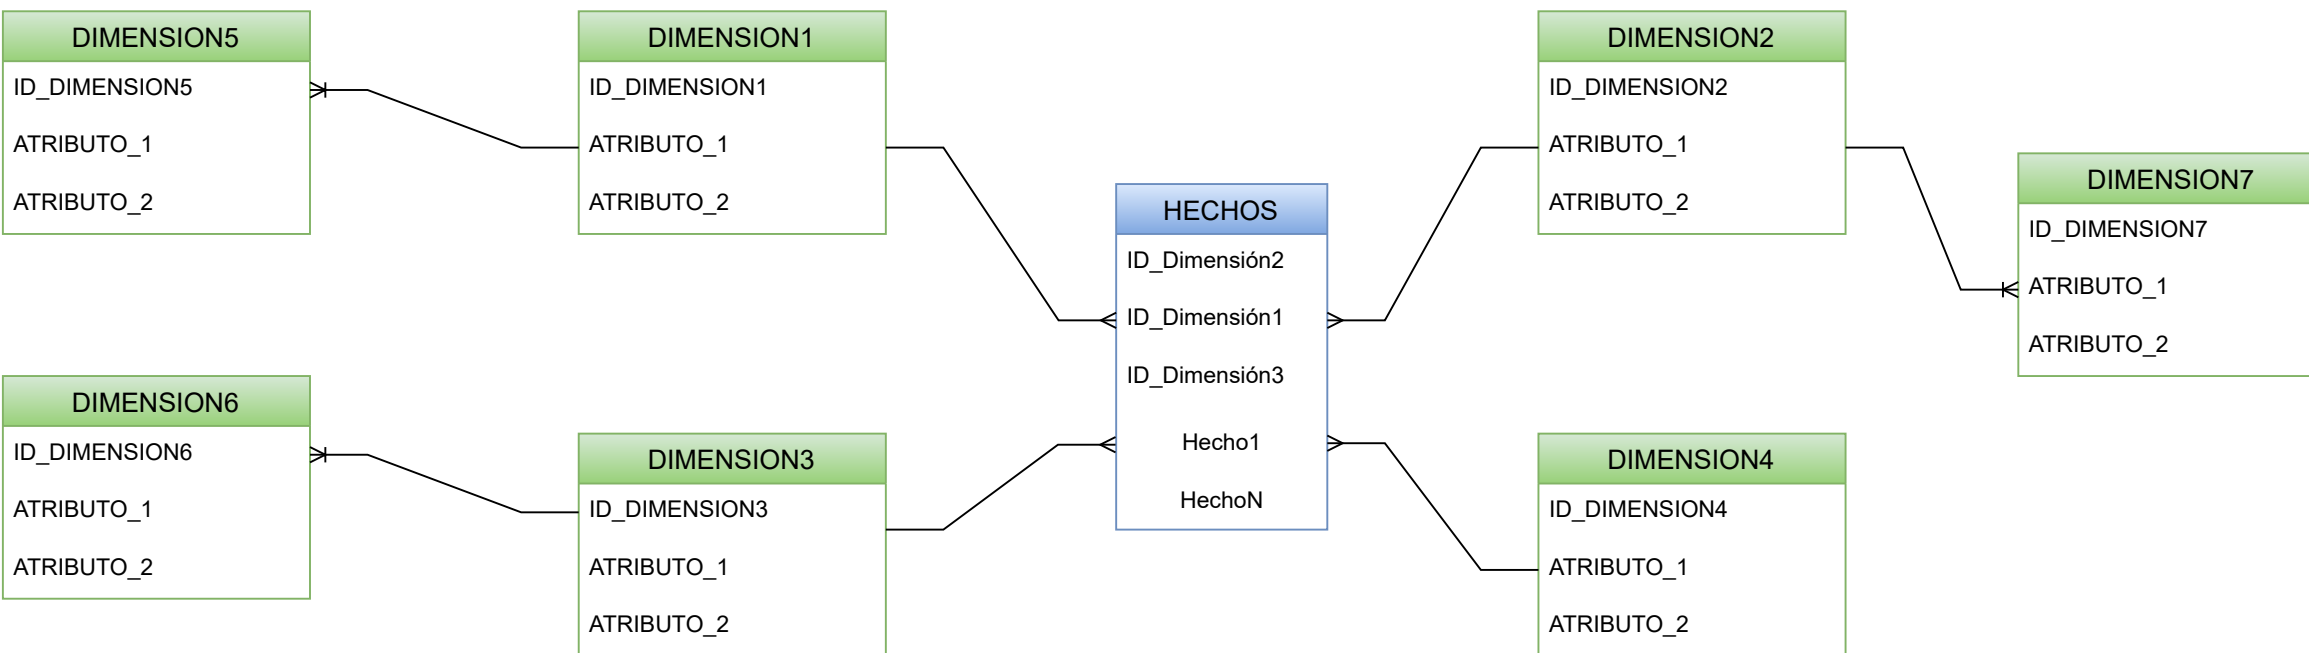 DIMENSION5
ID_DIMENSION5
ATRIBUTO_1
ATRIBUTO_2
DIMENSION1
ID_DIMENSION1
ATRIBUTO_1
ATRIBUTO_2
DIMENSION2
ID_DIMENSION2
ATRIBUTO_1
ATRIBUTO_2
DIMENSION7
ID_DIMENSION7
ATRIBUTO_1
ATRIBUTO_2
HECHOS
ID_Dimensión2
ID_Dimensión1
ID_Dimensión3
Hecho1
HechoN
DIMENSION6
ID_DIMENSION6
ATRIBUTO_1
ATRIBUTO_2
DIMENSION3
ID_DIMENSION3
ATRIBUTO_1
ATRIBUTO_2
DIMENSION4
ID_DIMENSION4
ATRIBUTO_1
ATRIBUTO_2